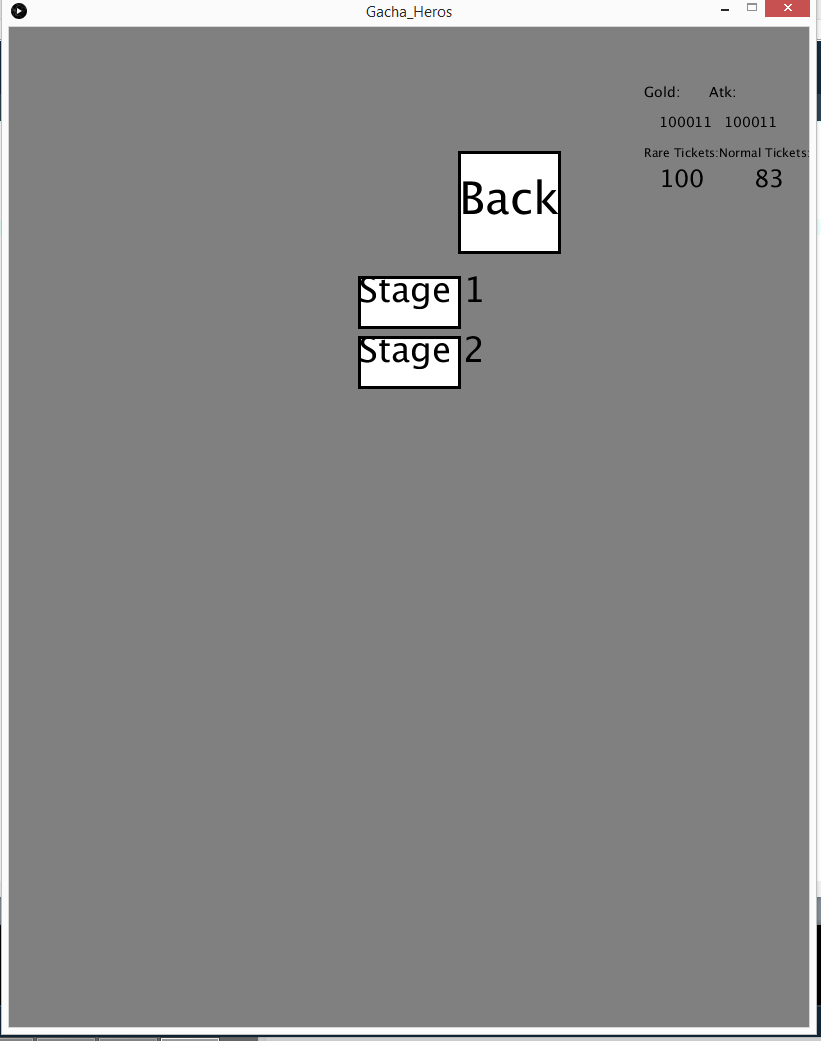 Gacha_Heros
Gold: Atk:
100011 100011
Rare Tickets:Normal Tickets:
100 83
Back
Stage 1
Stage 2